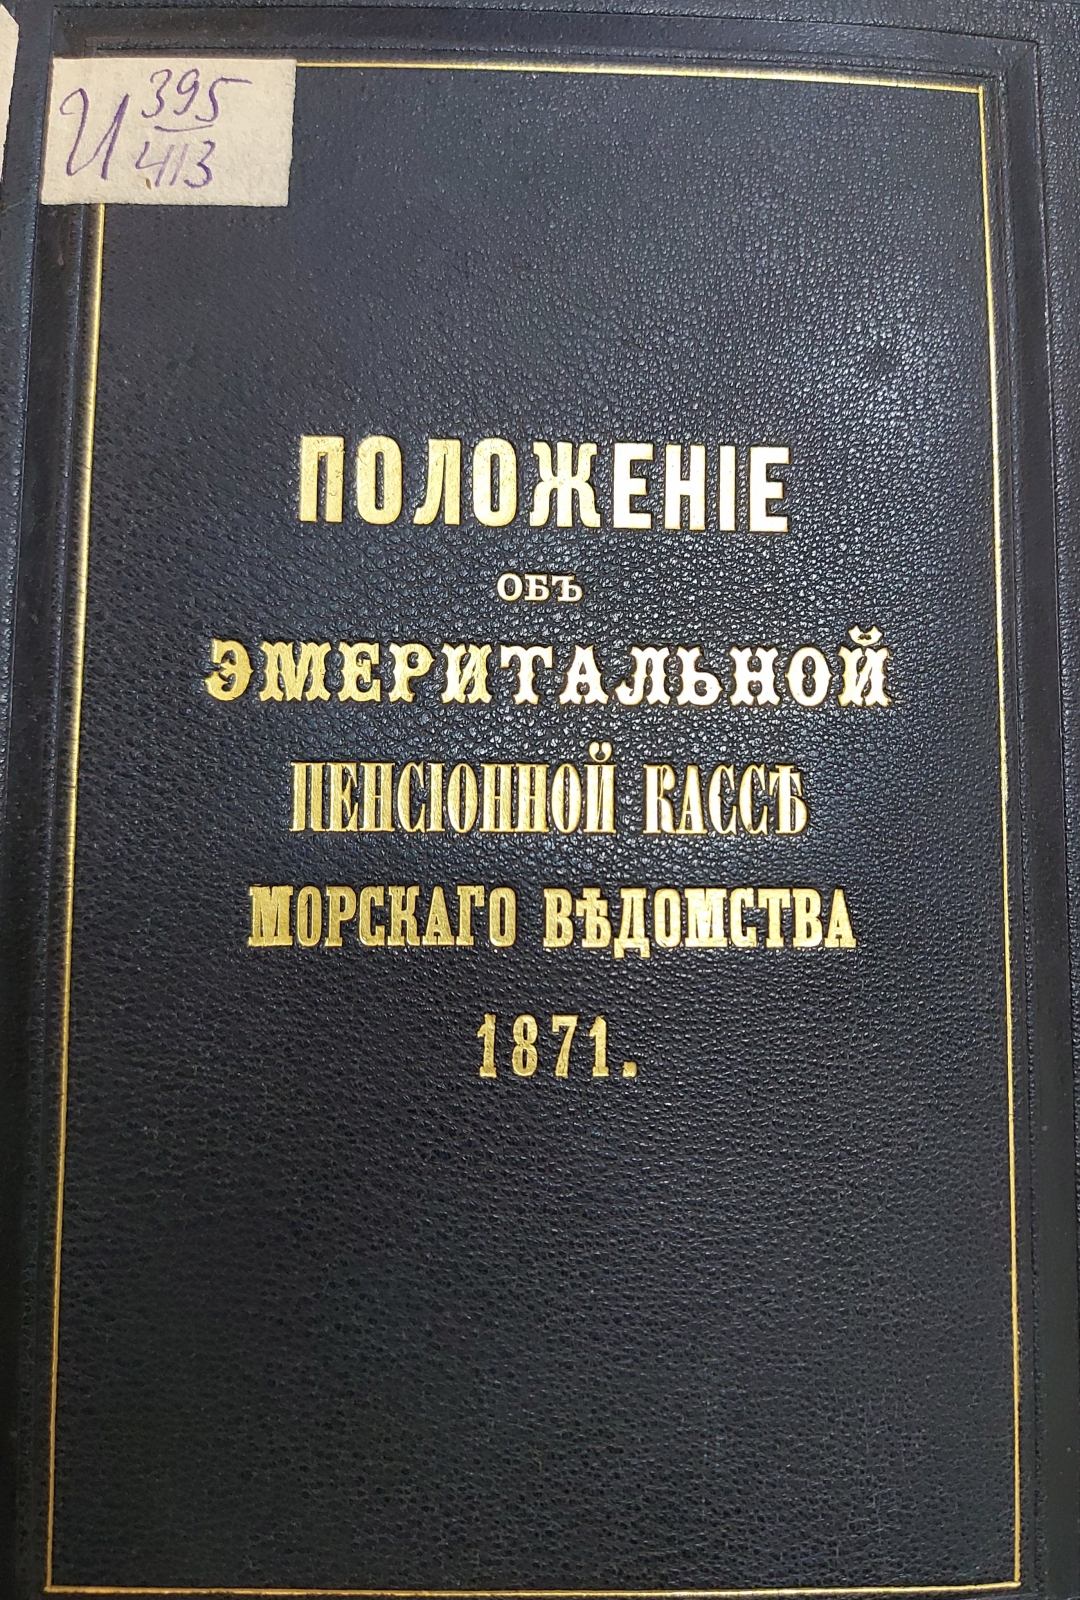 И 395
413
ПОЛОЖЕНІЕ
ОБЪ
ЭМЕРИТАЛЬНОЙ
ПЕНСІОННОЙ КАССѢ
МОРСКАГО ВѢДОМСТВА
1871.